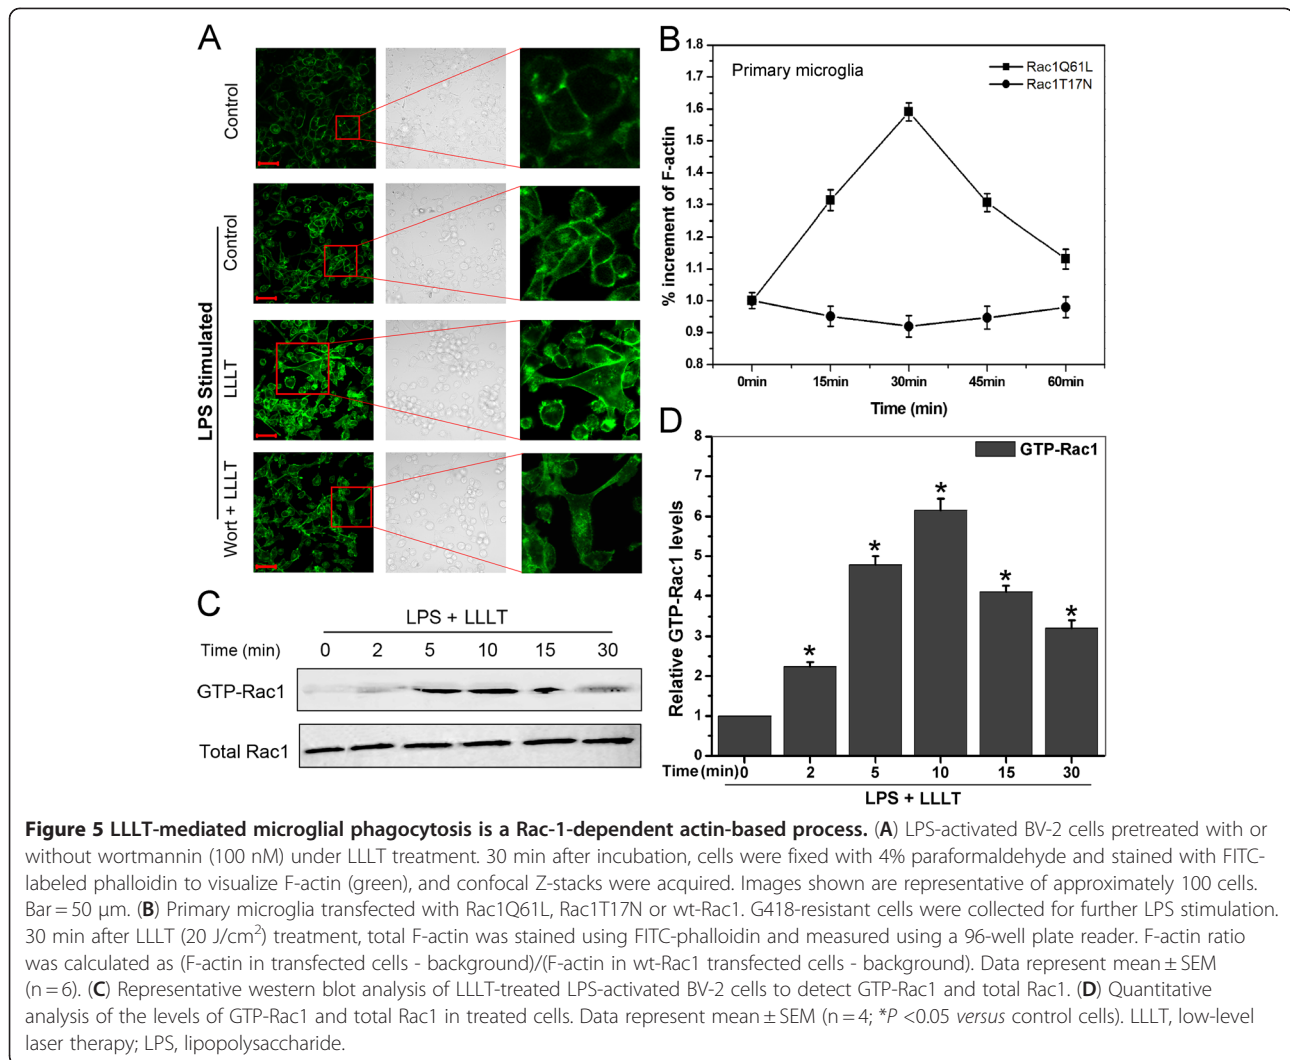 A
Control
Control
LLLT
Wort + LLLT
LPS Stimulated
B
Primary microglia
Rac1Q61L
Rac1T17N
% increment of F-actin
1.8
1.7
1.6
1.5
1.4
1.3
1.2
1.1
1.0
0.9
0.8
0min 15min 30min 45min 60min
Time (min)
C
LPS + LLLT
Time (min) 0 2 5 10 15 30
GTP-Rac1
Total Rac1
D
GTP-Rac1
Relative GTP-Rac1 levels
8
7
6
5
4
3
2
1
0
* * * * *
Time(min) 0 2 5 10 15 30
LPS + LLLT
Figure 5 LLLT-mediated microglial phagocytosis is a Rac-1-dependent actin-based process. (A) LPS-activated BV-2 cells pretreated with or
without wortmannin (100 nM) under LLLT treatment. 30 min after incubation, cells were fixed with 4% paraformaldehyde and stained with FITC-
labeled phalloidin to visualize F-actin (green), and confocal Z-stacks were acquired. Images shown are representative of approximately 100 cells.
Bar = 50 μm. (B) Primary microglia transfected with Rac1Q61L, Rac1T17N or wt-Rac1. G418-resistant cells were collected for further LPS stimulation.
30 min after LLLT (20 J/cm²) treatment, total F-actin was stained using FITC-phalloidin and measured using a 96-well plate reader. F-actin ratio
was calculated as (F-actin in transfected cells - background)/(F-actin in wt-Rac1 transfected cells - background). Data represent mean ± SEM
(n = 6). (C) Representative western blot analysis of LLLT-treated LPS-activated BV-2 cells to detect GTP-Rac1 and total Rac1. (D) Quantitative
analysis of the levels of GTP-Rac1 and total Rac1 in treated cells. Data represent mean ± SEM (n = 4; *P <0.05 versus control cells). LLLT, low-level
laser therapy; LPS, lipopolysaccharide.